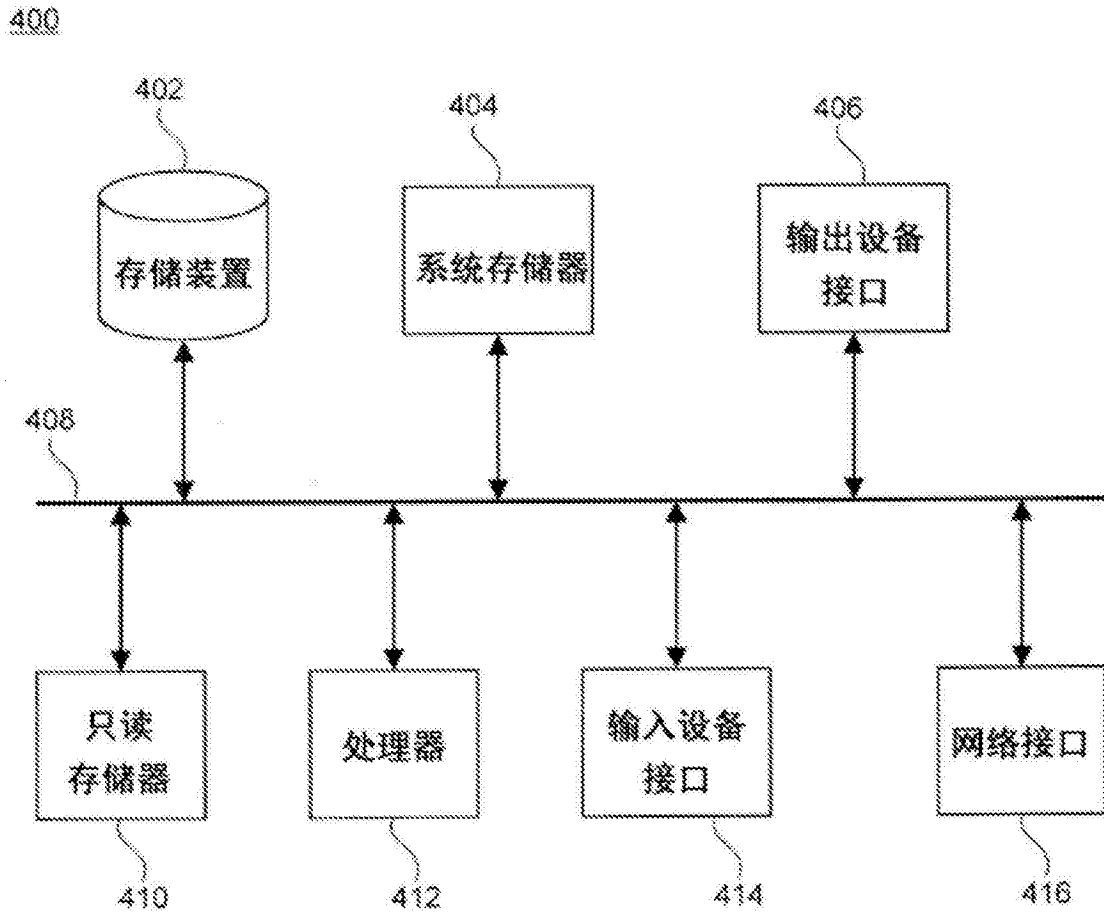 400
402
404
406
存储装置
系统存储器
输出设备
接口
408
只读
存储器
处理器
输入设备
接口
网络接口
410
412
414
416